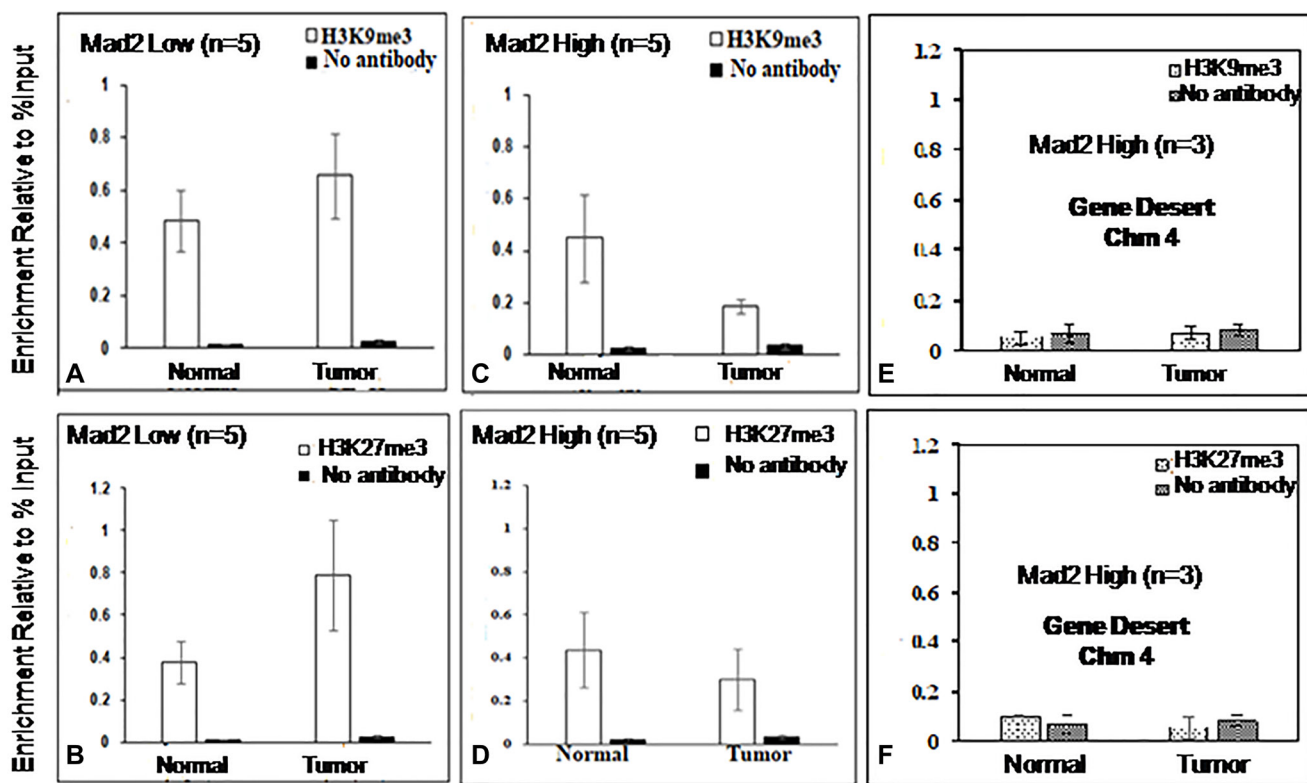 Enrichment Relative to %Input
Mad2 Low (n=5)
H3K9me3
No antibody
1
0.8
0.6
0.4
0.2
0
A
Normal
Tumor
Mad2 High (n=5)
H3K9me3
No antibody
1
0.8
0.6
0.4
0.2
0
C
Normal
Tumor
1.2
1
0.8
0.6
0.4
0.2
0
H3K9me3
No antibody
Mad2 High (n=3)
Gene Desert
Chm 4
E
Normal
Tumor
Enrichment Relative to % Input
Mad2 Low (n=5)
H3K27me3
No antibody
1.2
1
0.8
0.6
0.4
0.2
0
B
Normal
Tumor
Mad2 High (n=5)
H3K27me3
No antibody
1.2
1
0.8
0.6
0.4
0.2
0
D
Normal
Tumor
1.2
1
0.8
0.6
0.4
0.2
0
H3K27me3
No antibody
Mad2 High (n=3)
Gene Desert
Chm 4
F
Normal
Tumor